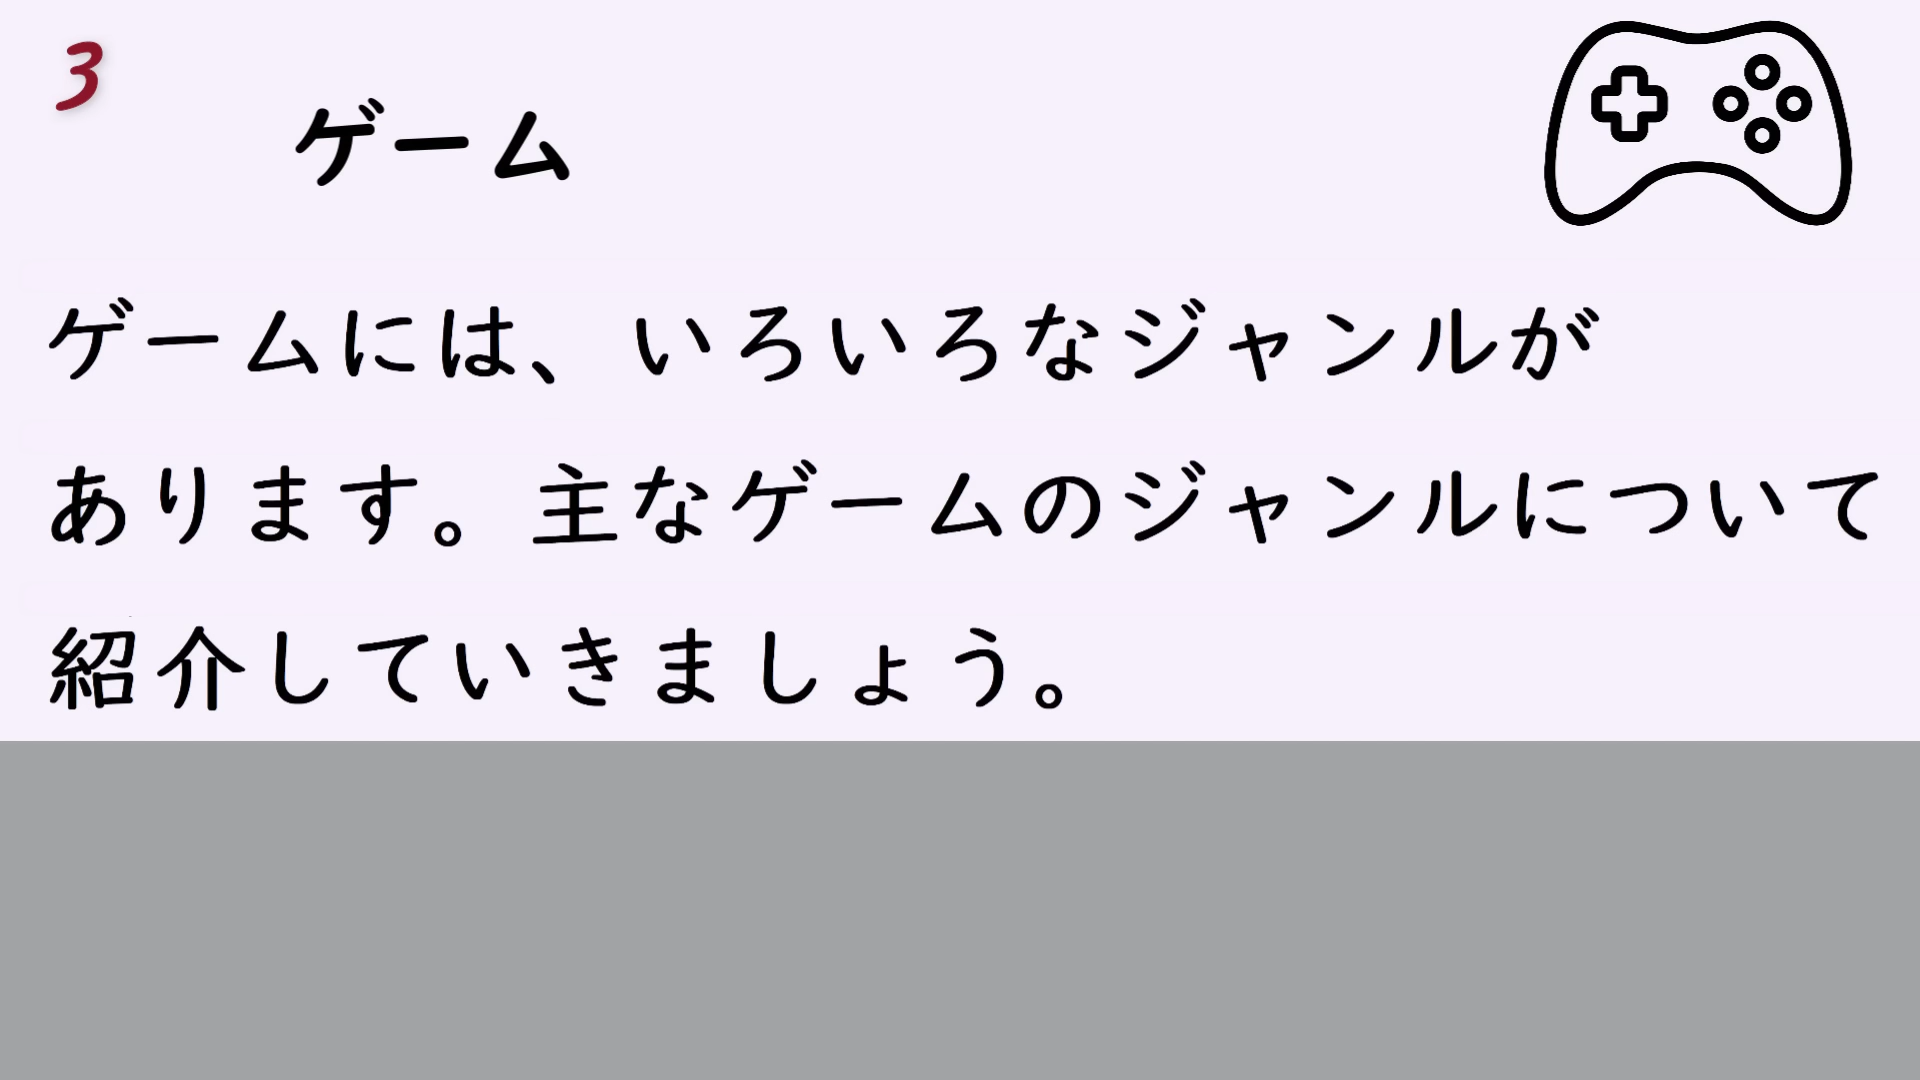 3
ゲーム
ゲームには、いろいろなジャンルが
あります。主なゲームのジャンルについて
紹介していきましょう。